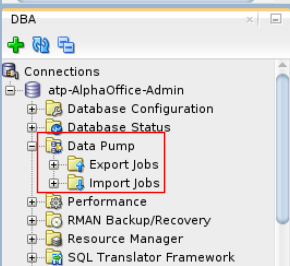 DBA
Connections
atp-AlphaOffice-Admin
Database Configuration
Database Status
Data Pump
Export Jobs
Import Jobs
Performance
RMAN Backup/Recovery
Resource Manager
SQL Translator Framework